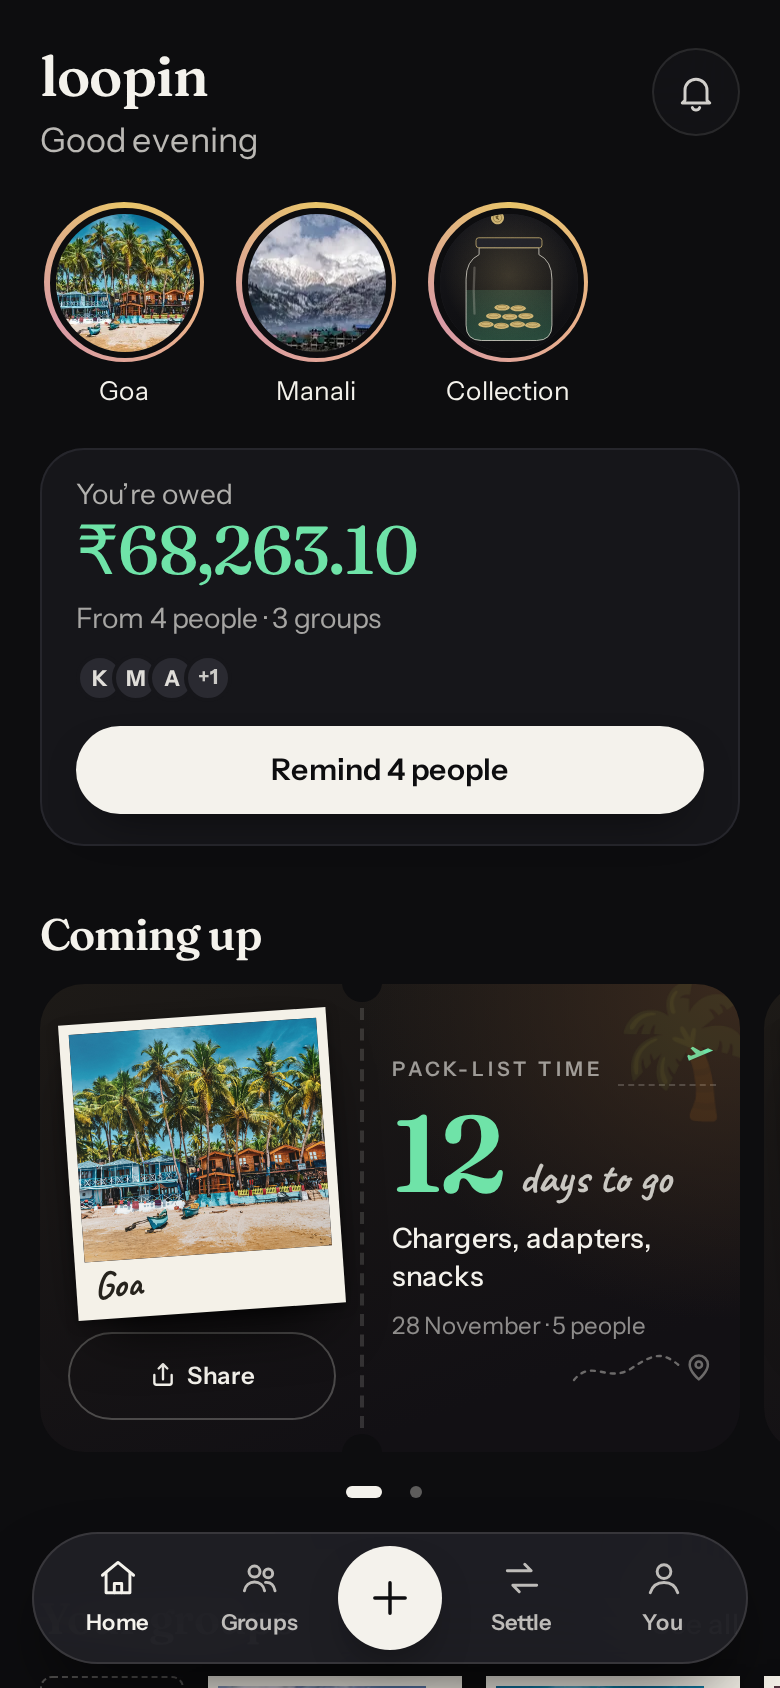 loopin
Good evening
Goa
Manali
Collection
You're owed
₹68,263.10
From 4 people · 3 groups
K M A +1
Remind 4 people
Coming up
PACK-LIST TIME
12 days to go
Chargers, adapters,
snacks
28 November · 5 people
Goa
Share
Home
Groups
Settle
You